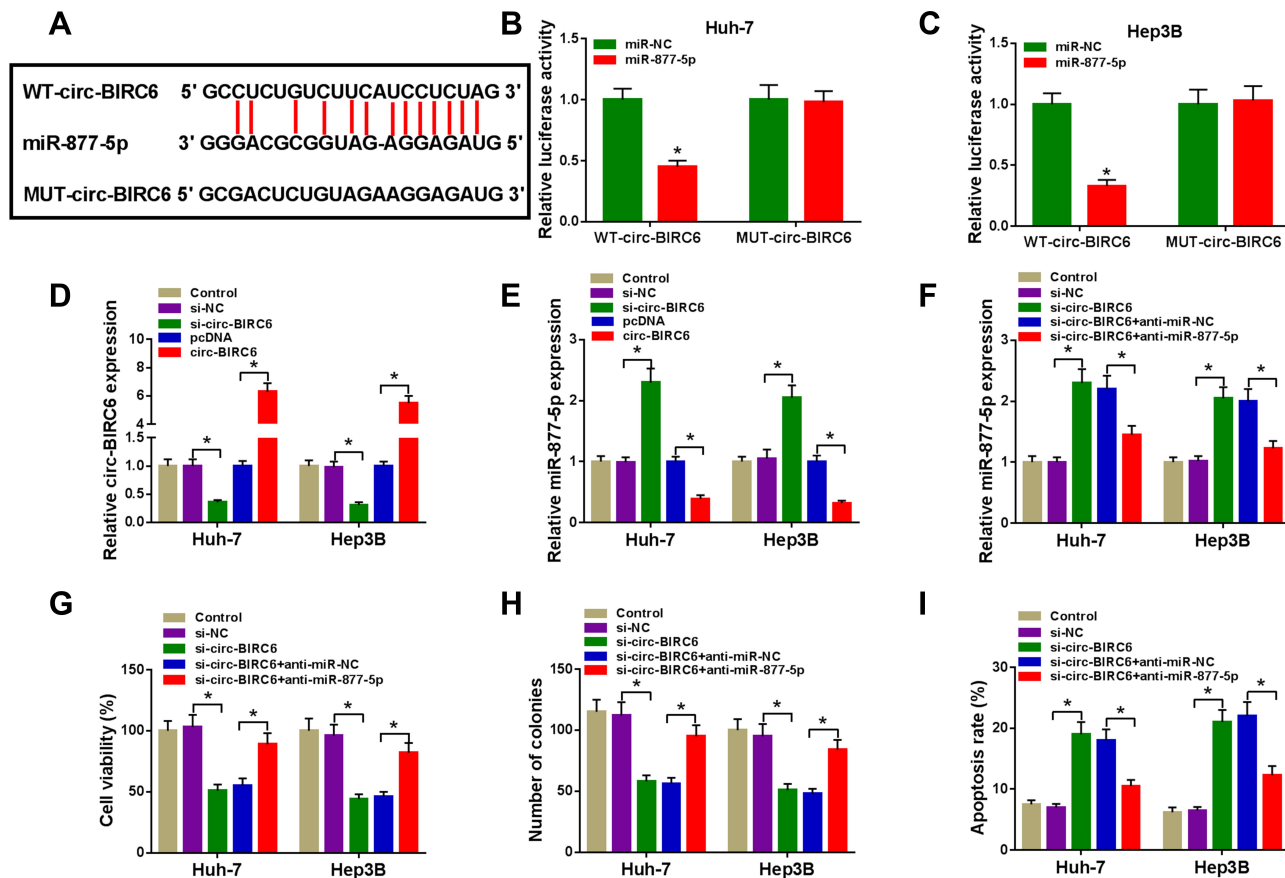 A
WT-circ-BIRC6 5' GCCUCUGUCUUCAUCCUCUAG 3'
miR-877-5p 3' GGGACGCGGUAG-AGGAGAUG 5'
MUT-circ-BIRC6 5' GCGACUCUGUAGAAGGAGAUG 3'
B
Huh-7
miR-NC
miR-877-5p
Relative luciferase activity
1.5
1.0
0.5
0.0
*
WT-circ-BIRC6 MUT-circ-BIRC6
C
Hep3B
miR-NC
miR-877-5p
Relative luciferase activity
1.5
1.0
0.5
0.0
*
WT-circ-BIRC6 MUT-circ-BIRC6
D
Control
si-NC
si-circ-BIRC6
pcDNA
circ-BIRC6
Relative circ-BIRC6 expression
8
6
4
1.5
1.0
0.5
0.0
* * * *
Huh-7 Hep3B
E
Control
si-NC
si-circ-BIRC6
pcDNA
circ-BIRC6
Relative miR-877-5p expression
3
2
1
0
* * * *
Huh-7 Hep3B
F
Control
si-NC
si-circ-BIRC6
si-circ-BIRC6+anti-miR-NC
si-circ-BIRC6+anti-miR-877-5p
Relative miR-877-5p expression
3
2
1
0
* * * *
Huh-7 Hep3B
G
Control
si-NC
si-circ-BIRC6
si-circ-BIRC6+anti-miR-NC
si-circ-BIRC6+anti-miR-877-5p
Cell viability (%)
150
100
50
0
* * * *
Huh-7 Hep3B
H
Control
si-NC
si-circ-BIRC6
si-circ-BIRC6+anti-miR-NC
si-circ-BIRC6+anti-miR-877-5p
Number of colonies
150
100
50
0
* * * *
Huh-7 Hep3B
I
Control
si-NC
si-circ-BIRC6
si-circ-BIRC6+anti-miR-NC
si-circ-BIRC6+anti-miR-877-5p
Apoptosis rate (%)
30
20
10
0
* * * *
Huh-7 Hep3B